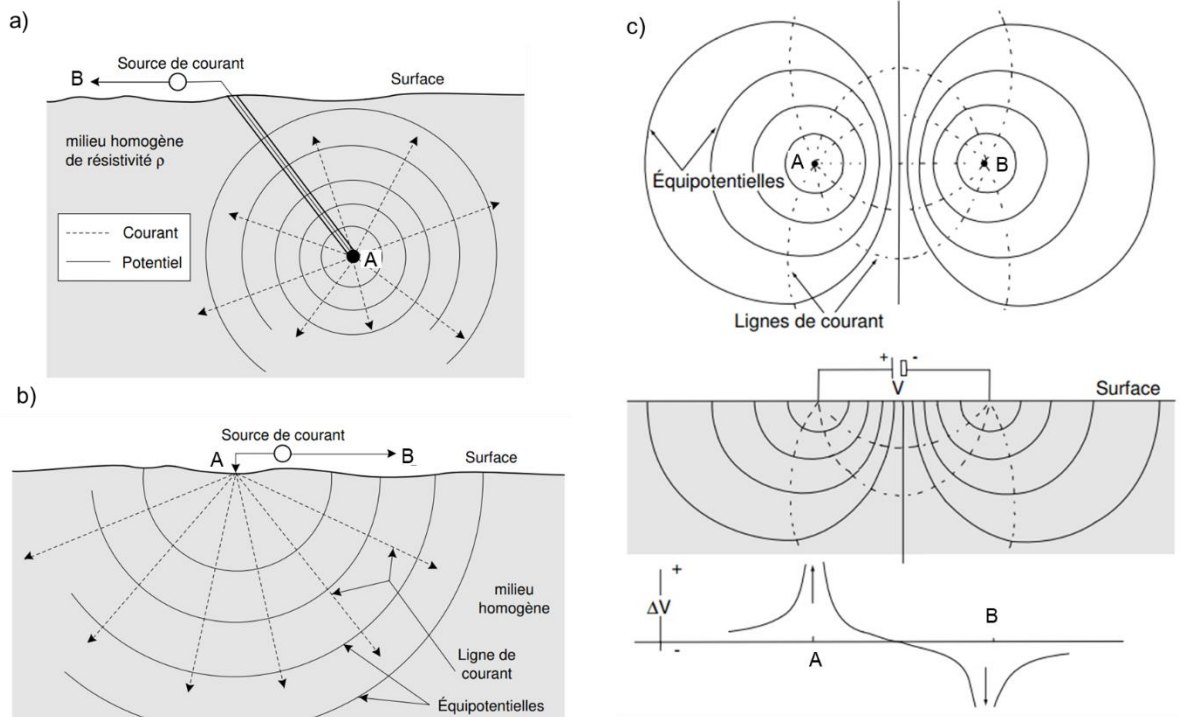 a)
Source de courant
B
Surface
milieu homogène
de résistivité ρ
Courant
Potentiel
A
b)
Source de courant
A
B
Surface
milieu
homogène
Ligne de
courant
Équipotentielles
c)
A
B
Équipotentielles
Lignes de courant
+
-
V
Surface
+
ΔV
-
A
B